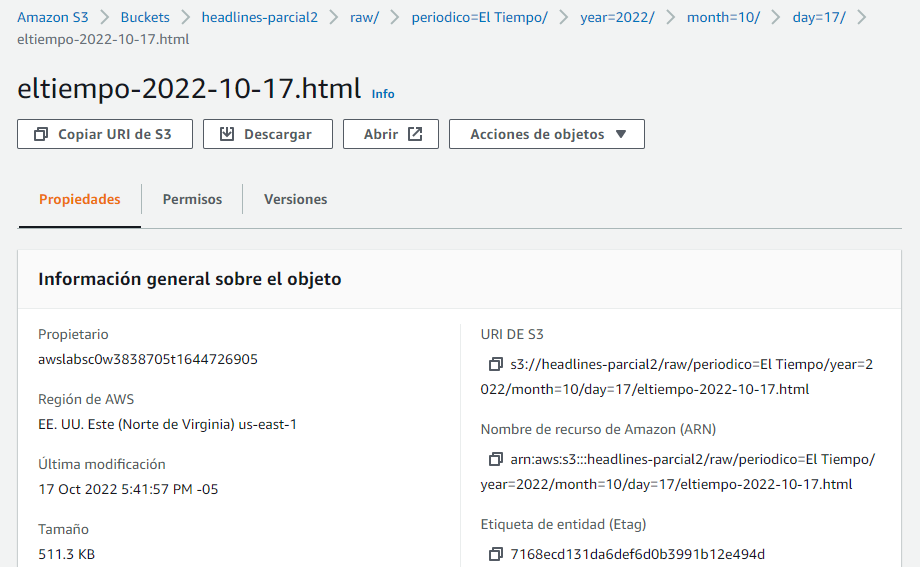 Amazon S3 > Buckets > headlines-parcial2 > raw/ > periodico=El Tiempo/ > year=2022/ > month=10/ > day=17/ >
eltiempo-2022-10-17.html
eltiempo-2022-10-17.html Info
Copiar URI de S3 Descargar Abrir Acciones de objetos
Propiedades Permisos Versiones
Información general sobre el objeto
Propietario
awslabsc0w3838705t1644726905
Región de AWS
EE. UU. Este (Norte de Virginia) us-east-1
Última modificación
17 Oct 2022 5:41:57 PM -05
Tamaño
511.3 KB
URI DE S3
s3://headlines-parcial2/raw/periodico=El Tiempo/year=2
022/month=10/day=17/eltiempo-2022-10-17.html
Nombre de recurso de Amazon (ARN)
arn:aws:s3:::headlines-parcial2/raw/periodico=El Tiempo/
year=2022/month=10/day=17/eltiempo-2022-10-17.html
Etiqueta de entidad (Etag)
7168ecd131da6def6d0b3991b12e494d